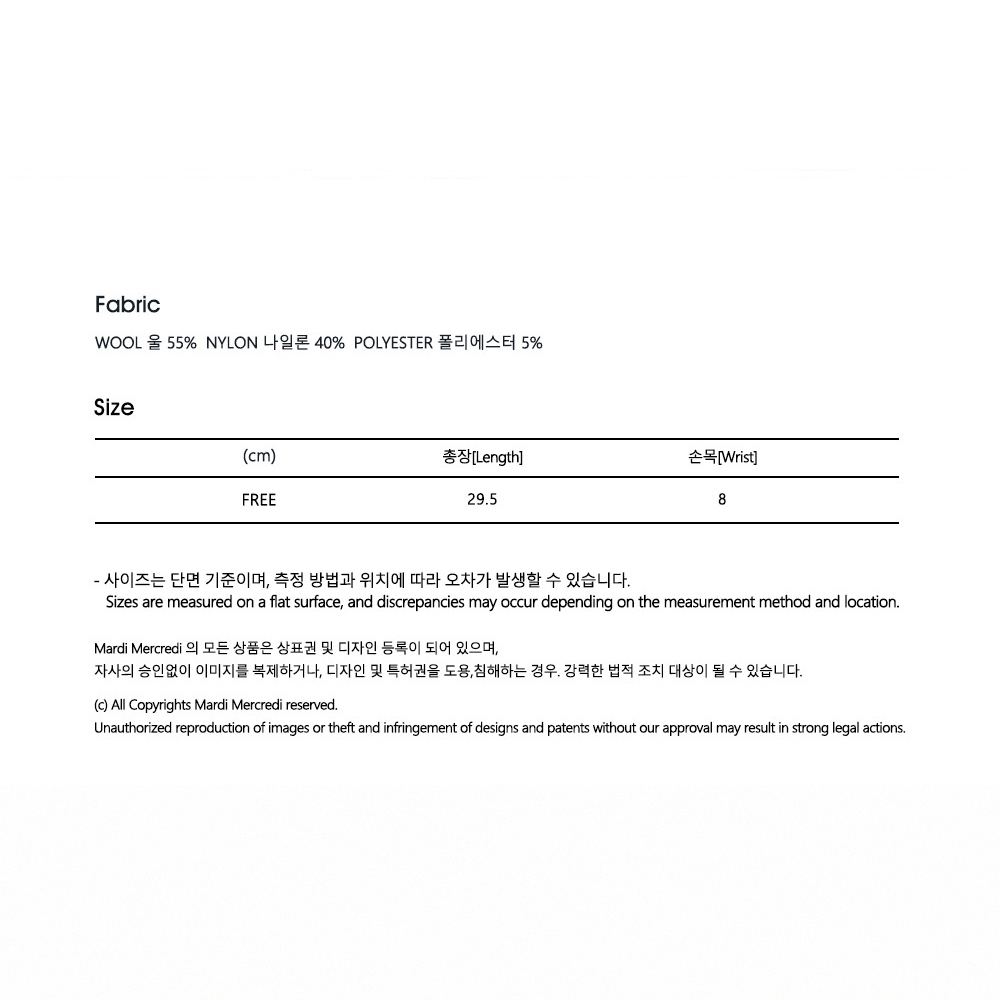 Fabric
WOOL 울 55% NYLON 나일론 40% POLYESTER 폴리에스터 5%
Size
(cm) 총장[Length] 손목[Wrist]
FREE 29.5 8
- 사이즈는 단면 기준이며, 측정 방법과 위치에 따라 오차가 발생할 수 있습니다.
Sizes are measured on a flat surface, and discrepancies may occur depending on the measurement method and location.
Mardi Mercredi 의 모든 상품은 상표권 및 디자인 등록이 되어 있으며,
자사의 승인없이 이미지를 복제하거나, 디자인 및 특허권을 도용,침해하는 경우. 강력한 법적 조치 대상이 될 수 있습니다.
(c) All Copyrights Mardi Mercredi reserved.
Unauthorized reproduction of images or theft and infringement of designs and patents without our approval may result in strong legal actions.